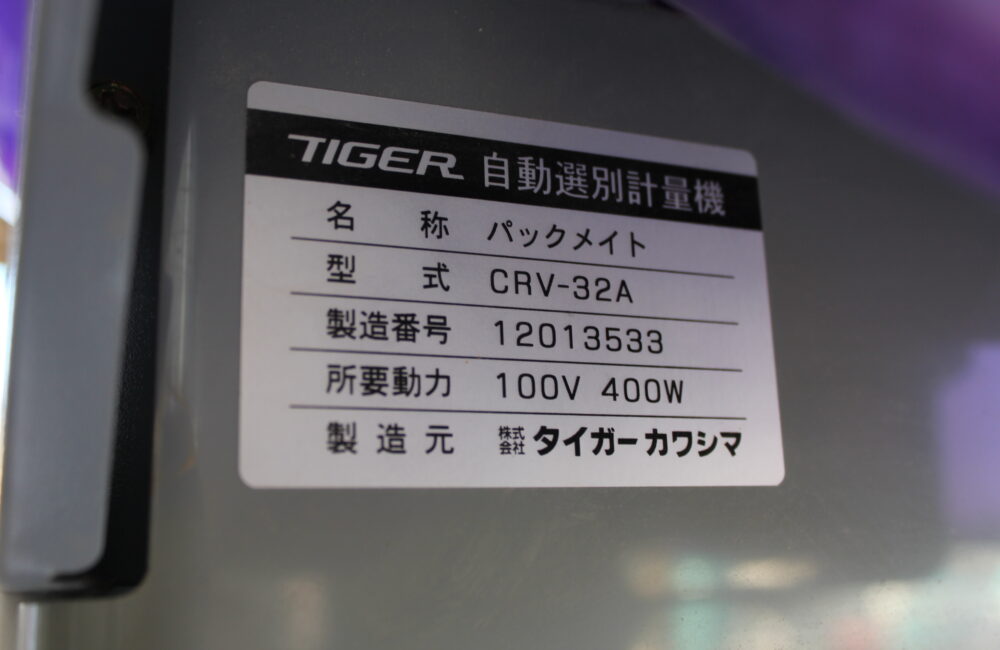 TIGER 自動選別計量機
名称 パックメイト
型式 CRV-32A
製造番号 12013533
所要動力 100V 400W
製造元 株式会社 タイガーカワシマ